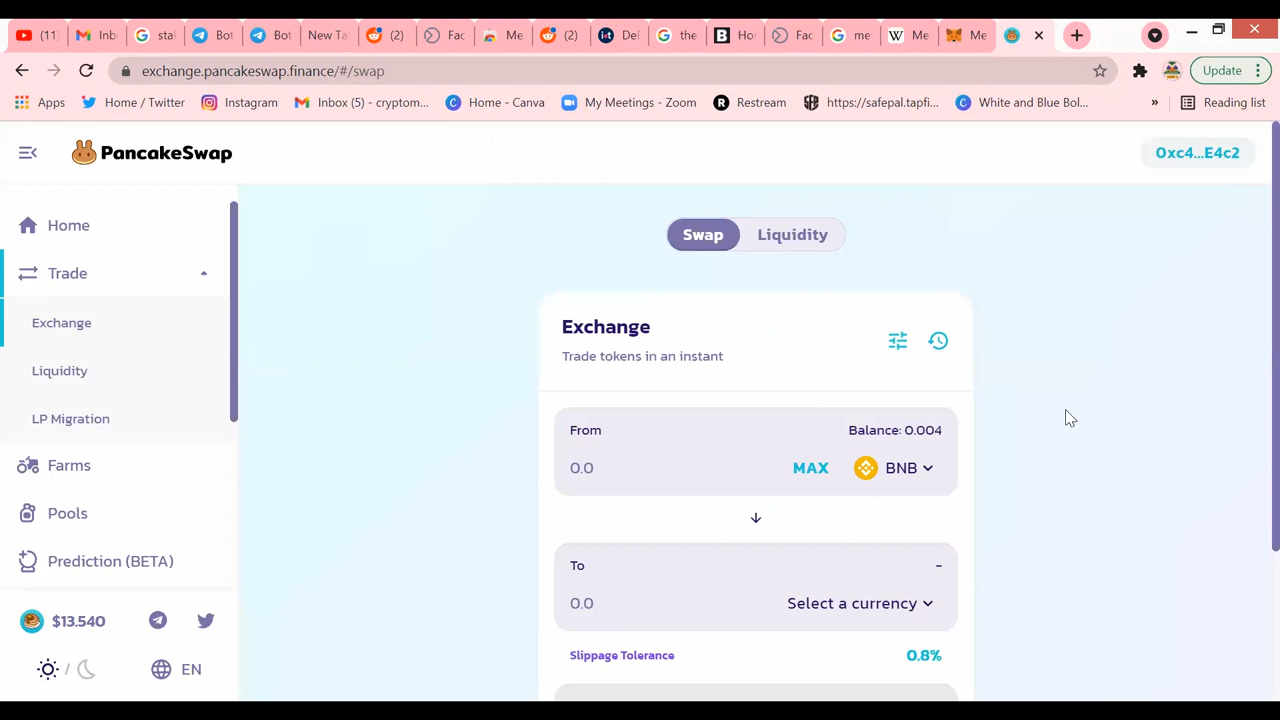 (11
Inb
stal
Bot
Bot
New Ta
(2)
Fac
Me
(2)
Dei
the
Ho
Fac
me
Me
Me
exchange.pancakeswap.finance/#/swap
Update
Apps
Home / Twitter
Instagram
Inbox (5) - cryptom...
Home - Canva
My Meetings - Zoom
Restream
https://safepal.tapfi...
White and Blue Bol...
»
Reading list
PancakeSwap
0xc4...E4c2
Home
Trade
Exchange
Liquidity
LP Migration
Farms
Pools
Prediction (BETA)
$13.540
/
EN
Swap
Liquidity
Exchange
Trade tokens in an instant
From
Balance: 0.004
0.0
MAX
BNB
To
-
0.0
Select a currency
Slippage Tolerance
0.8%